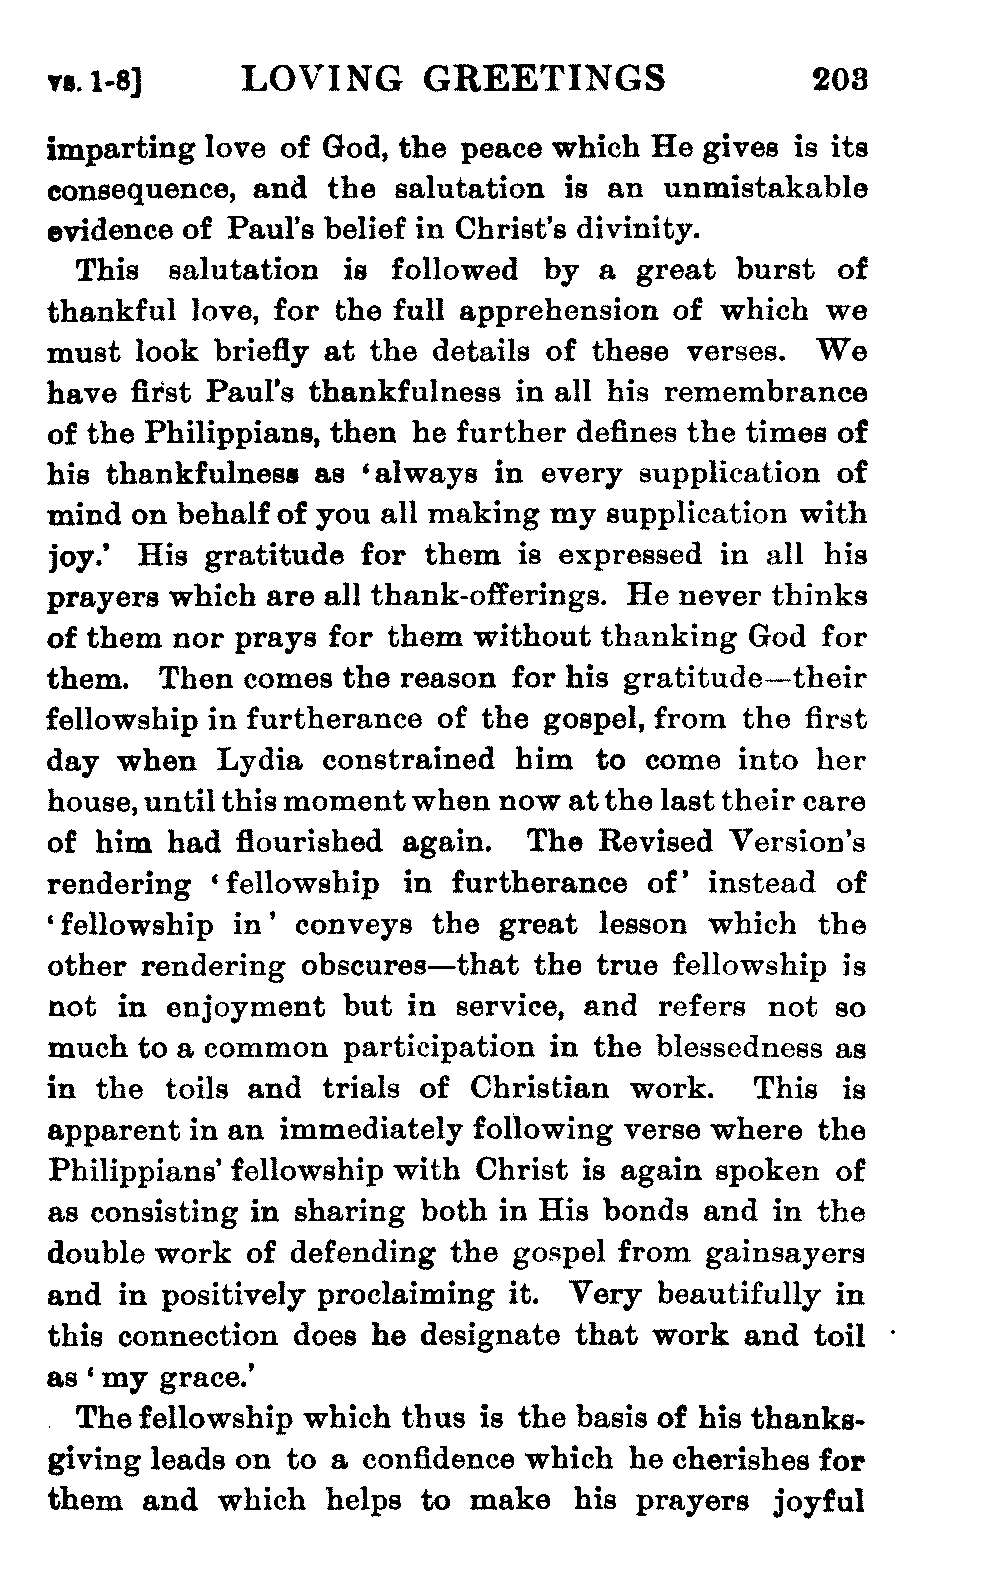 vs. 1-8] LOVING GREETINGS 203
imparting love of God, the peace which He gives is its
consequence, and the salutation is an unmistakable
evidence of Paul's belief in Christ's divinity.
This salutation is followed by a great burst of
thankful love, for the full apprehension of which we
must look briefly at the details of these verses. We
have first Paul's thankfulness in all his remembrance
of the Philippians, then he further defines the times of
his thankfulness as ‘always in every supplication of
mind on behalf of you all making my supplication with
joy.’ His gratitude for them is expressed in all his
prayers which are all thank-offerings. He never thinks
of them nor prays for them without thanking God for
them. Then comes the reason for his gratitude—their
fellowship in furtherance of the gospel, from the first
day when Lydia constrained him to come into her
house, until this moment when now at the last their care
of him had flourished again. The Revised Version's
rendering ‘fellowship in furtherance of’ instead of
‘fellowship in’ conveys the great lesson which the
other rendering obscures—that the true fellowship is
not in enjoyment but in service, and refers not so
much to a common participation in the blessedness as
in the toils and trials of Christian work. This is
apparent in an immediately following verse where the
Philippians' fellowship with Christ is again spoken of
as consisting in sharing both in His bonds and in the
double work of defending the gospel from gainsayers
and in positively proclaiming it. Very beautifully in
this connection does he designate that work and toil
as ‘my grace.’
The fellowship which thus is the basis of his thanks-
giving leads on to a confidence which he cherishes for
them and which helps to make his prayers joyful